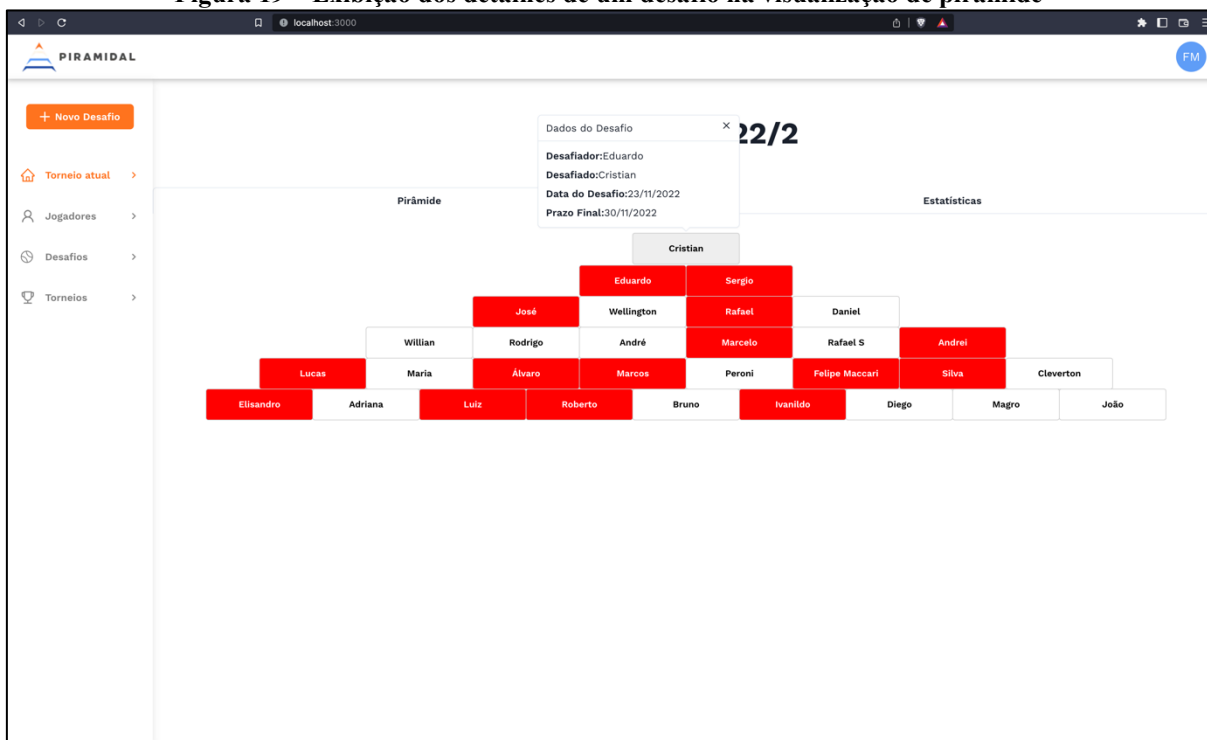 Figura 19 – Exibição dos detalhes de um desafio na visualização de pirâmide
localhost:3000
PIRAMIDAL
FM
+ Novo Desafio
Torneio atual
Jogadores
Desafios
Torneios
22/2
Dados do Desafio
Desafiador:Eduardo
Desafiado:Cristian
Data do Desafio:23/11/2022
Prazo Final:30/11/2022
Pirâmide Estatísticas
Cristian
Eduardo Sergio
José Wellington Rafael Daniel
Willian Rodrigo André Marcelo Rafael S Andrei
Lucas Maria Álvaro Marcos Peroni Felipe Maccari Silva Cleverton
Elisandro Adriana Luiz Roberto Bruno Ivanildo Diego Magro João